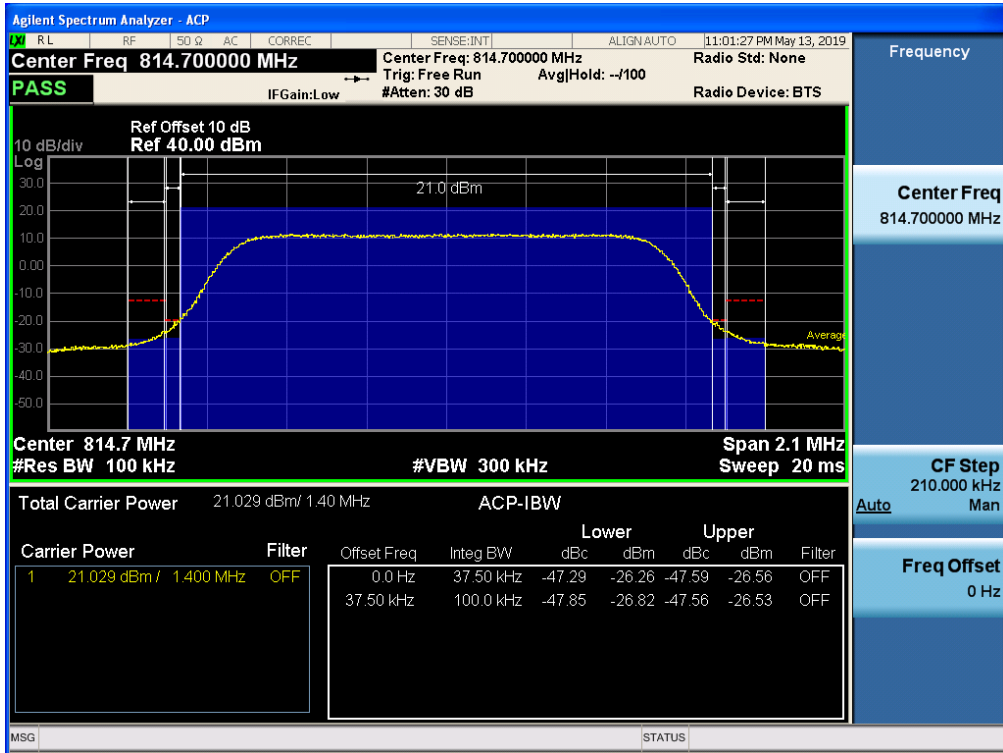 Agilent Spectrum Analyzer - ACP
LXI RL RF 50 Ω AC CORREC SENSE:INT ALIGN AUTO 11:01:27 PM May 13, 2019
Center Freq 814.700000 MHz
Center Freq: 814.700000 MHz Radio Std: None
Trig: Free Run Avg|Hold: --/100
PASS
IFGain:Low #Atten: 30 dB Radio Device: BTS
Ref Offset 10 dB
10 dB/div Ref 40.00 dBm
Log
30.0
21.0 dBm
20.0
10.0
0.00
-10.0
-20.0
-30.0
Average
-40.0
-50.0
Center 814.7 MHz Span 2.1 MHz
#Res BW 100 kHz #VBW 300 kHz Sweep 20 ms
Total Carrier Power 21.029 dBm/ 1.40 MHz ACP-IBW
Lower Upper
Carrier Power Filter Offset Freq Integ BW dBc dBm dBc dBm Filter
1 21.029 dBm / 1.400 MHz OFF 0.0 Hz 37.50 kHz -47.29 -26.26 -47.59 -26.56 OFF
37.50 kHz 100.0 kHz -47.85 -26.82 -47.56 -26.53 OFF
Frequency
Center Freq
814.700000 MHz
CF Step
210.000 kHz
Auto Man
Freq Offset
0 Hz
MSG STATUS